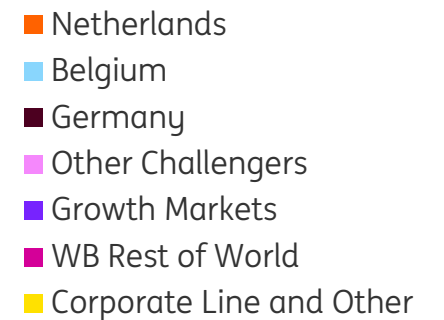 Netherlands
Belgium
Germany
Other Challengers
Growth Markets
WB Rest of World
Corporate Line and Other